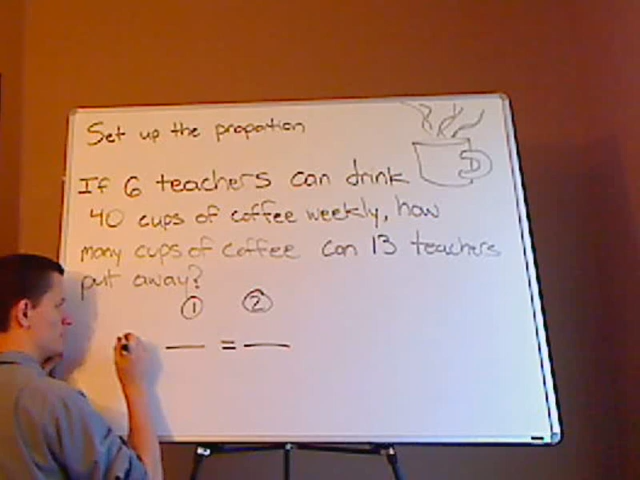 Set up the propotion
If 6 teachers can drink
40 cups of coffee weekly, how
many cups of coffee can 13 teachers
put away?
① ②
=